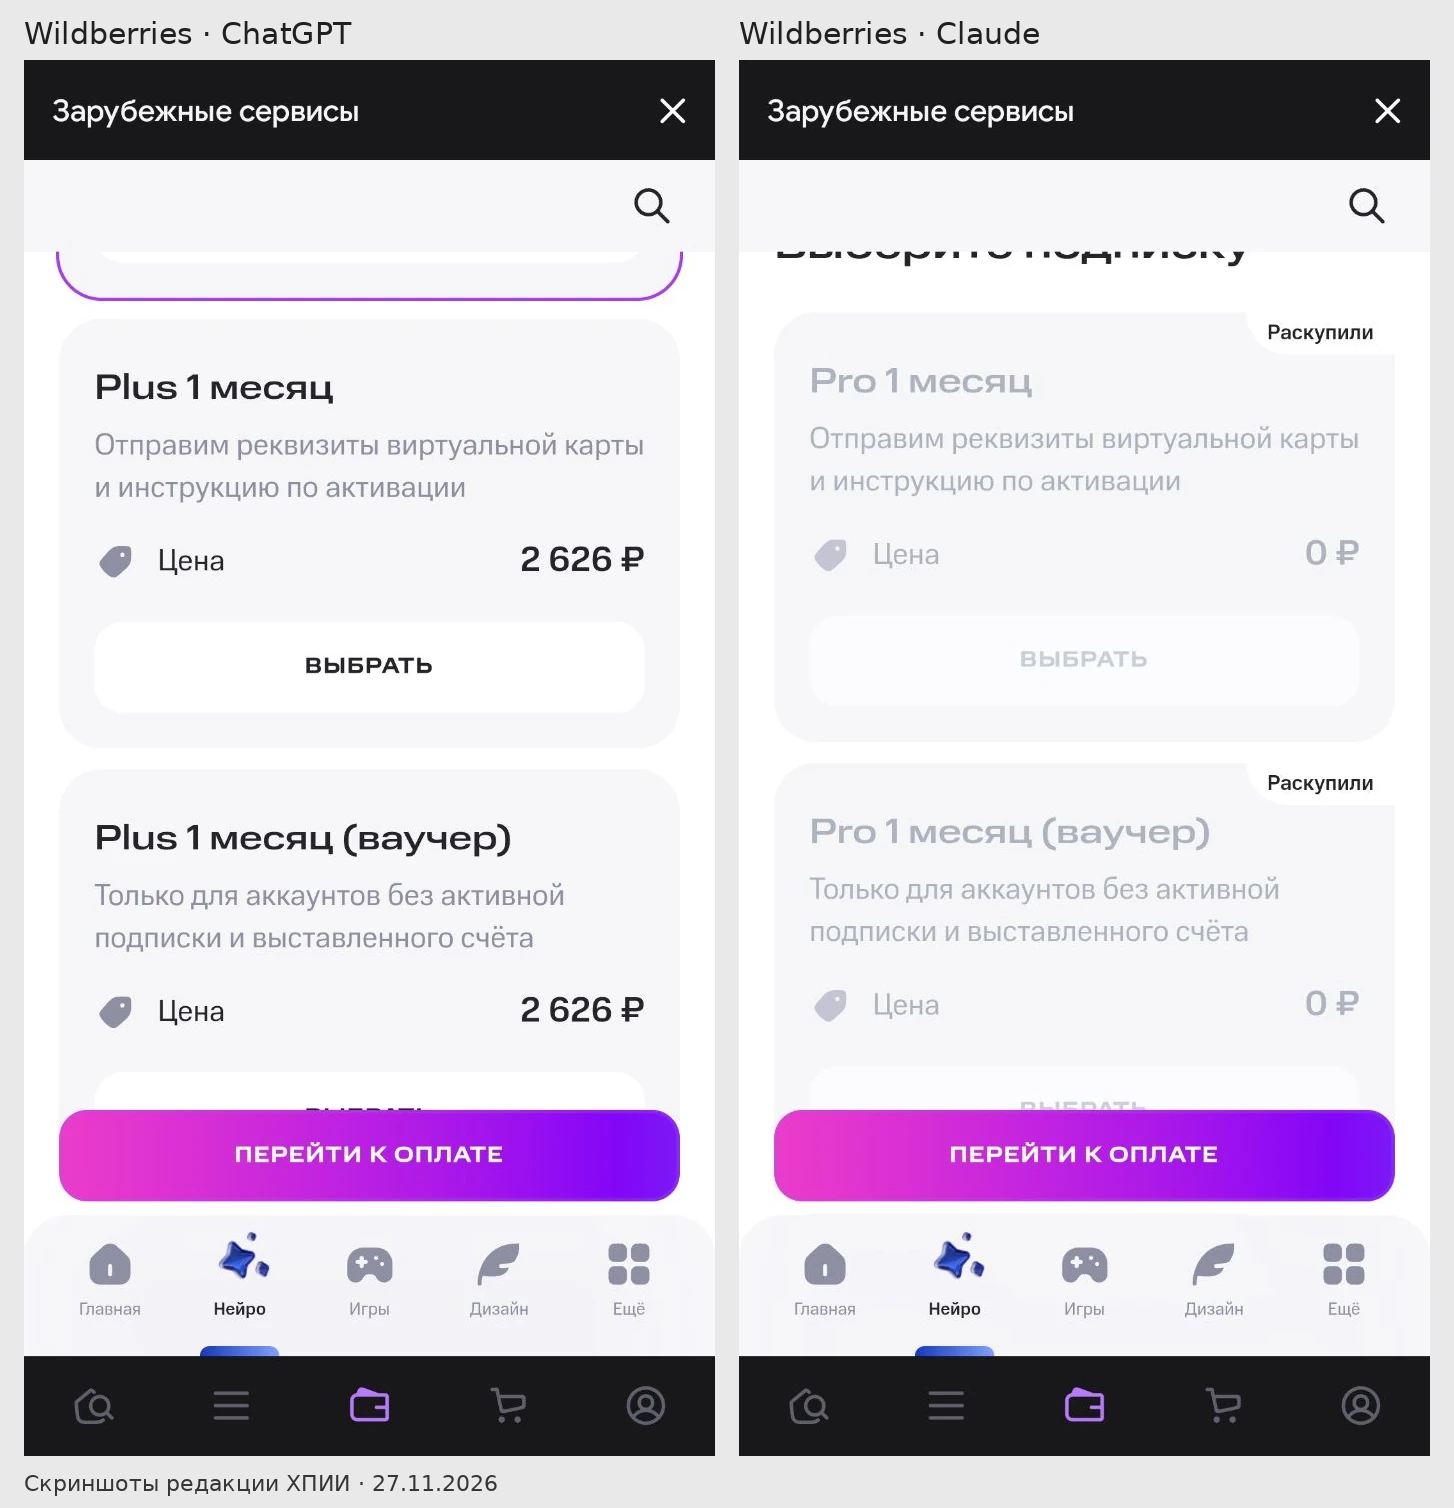 Wildberries · ChatGPT
Зарубежные сервисы
Plus 1 месяц
Отправим реквизиты виртуальной карты
и инструкцию по активации
Цена 2 626 ₽
ВЫБРАТЬ
Plus 1 месяц (ваучер)
Только для аккаунтов без активной
подписки и выставленного счёта
Цена 2 626 ₽
ВЫБРАТЬ
ПЕРЕЙТИ К ОПЛАТЕ
Главная Нейро Игры Дизайн Ещё
Wildberries · Claude
Зарубежные сервисы
Выберите подписку
Раскупили
Pro 1 месяц
Отправим реквизиты виртуальной карты
и инструкцию по активации
Цена 0 ₽
ВЫБРАТЬ
Раскупили
Pro 1 месяц (ваучер)
Только для аккаунтов без активной
подписки и выставленного счёта
Цена 0 ₽
ВЫБРАТЬ
ПЕРЕЙТИ К ОПЛАТЕ
Главная Нейро Игры Дизайн Ещё
Скриншоты редакции ХПИИ · 27.11.2026